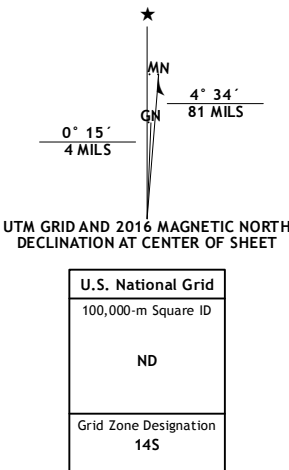 ★
MN
4° 34´
81 MILS
GN
0° 15´
4 MILS
UTM GRID AND 2016 MAGNETIC NORTH
DECLINATION AT CENTER OF SHEET
U.S. National Grid
100,000-m Square ID
ND
Grid Zone Designation
14S